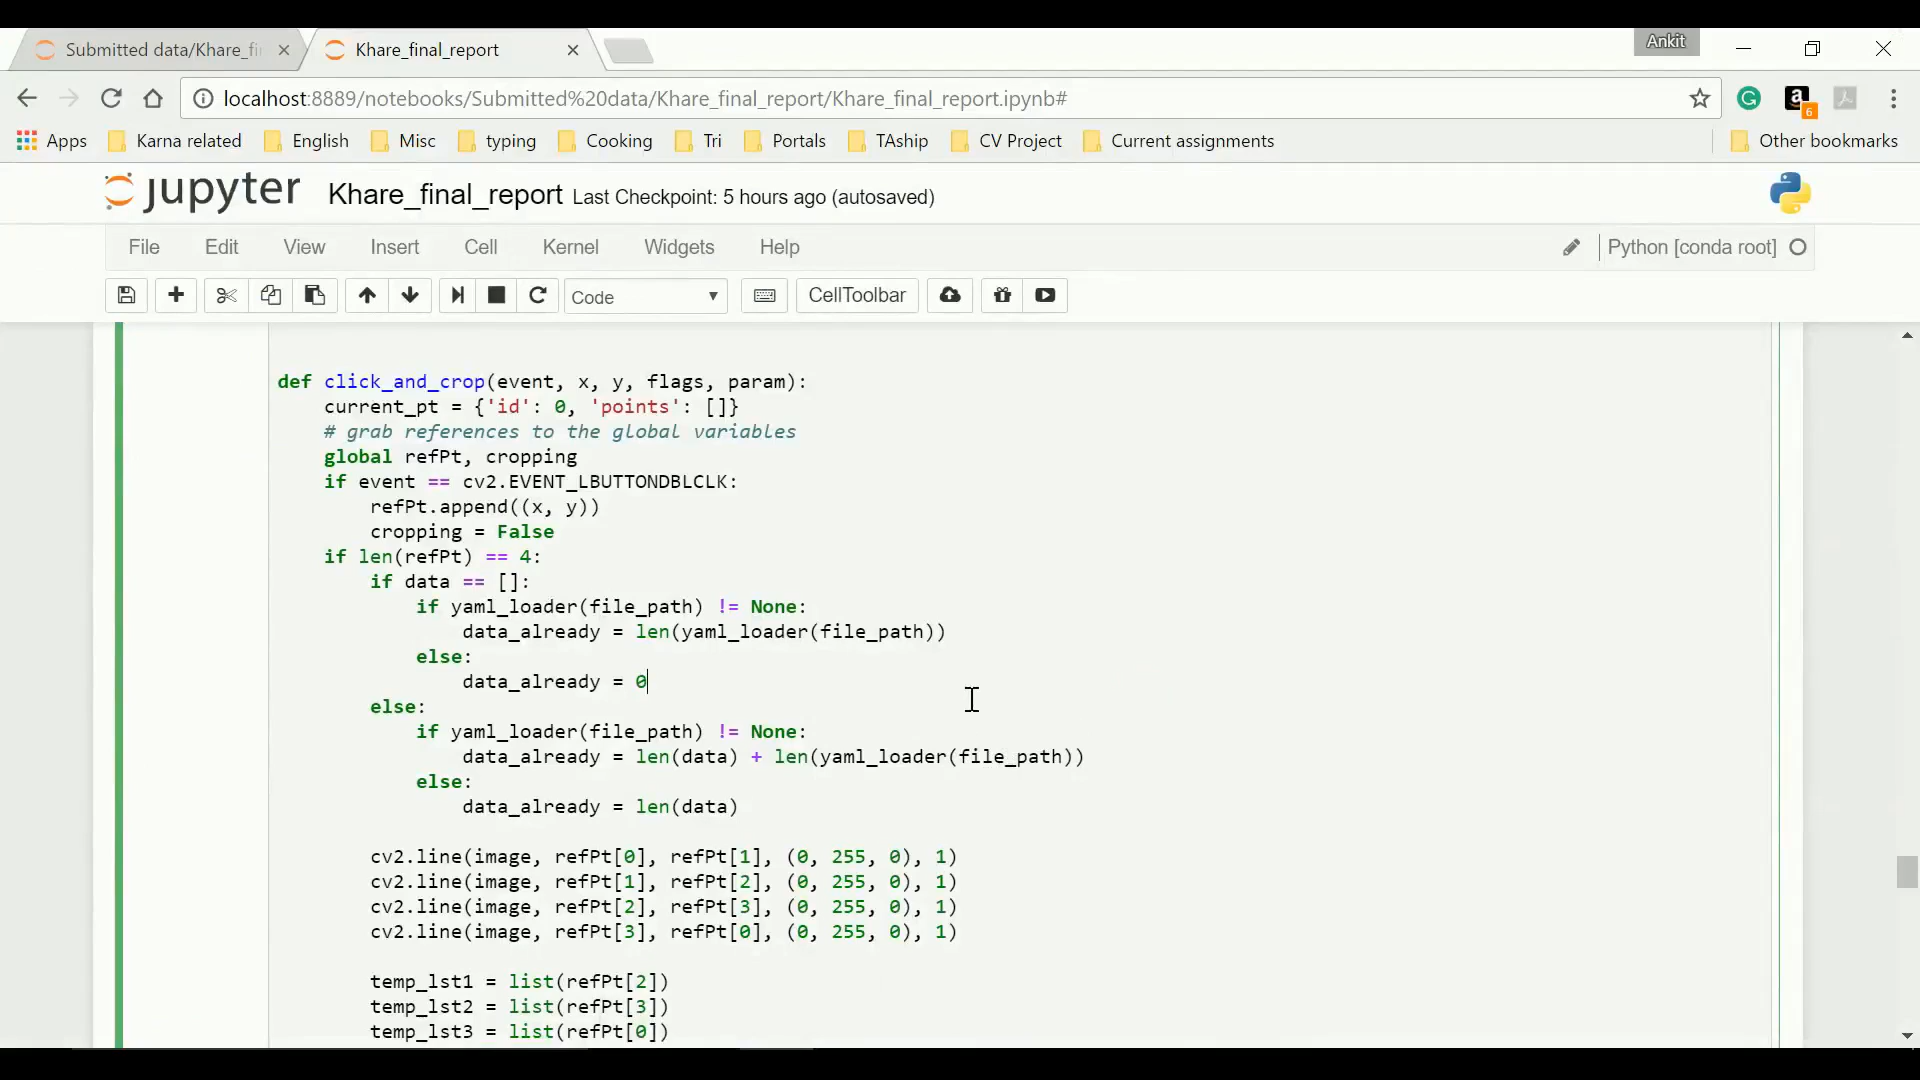 Ankit
Submitted data/Khare_fi
Khare_final_report
localhost:8889/notebooks/Submitted%20data/Khare_final_report/Khare_final_report.ipynb#
6
Apps Karna related English Misc typing Cooking Tri Portals TAship CV Project Current assignments Other bookmarks
jupyter Khare_final_report Last Checkpoint: 5 hours ago (autosaved)
File Edit View Insert Cell Kernel Widgets Help Python [conda root]
Code CellToolbar
def click_and_crop(event, x, y, flags, param):
    current_pt = {'id': 0, 'points': []}
    # grab references to the global variables
    global refPt, cropping
    if event == cv2.EVENT_LBUTTONDBLCLK:
        refPt.append((x, y))
        cropping = False
    if len(refPt) == 4:
        if data == []:
            if yaml_loader(file_path) != None:
                data_already = len(yaml_loader(file_path))
            else:
                data_already = 0
        else:
            if yaml_loader(file_path) != None:
                data_already = len(data) + len(yaml_loader(file_path))
            else:
                data_already = len(data)
        cv2.line(image, refPt[0], refPt[1], (0, 255, 0), 1)
        cv2.line(image, refPt[1], refPt[2], (0, 255, 0), 1)
        cv2.line(image, refPt[2], refPt[3], (0, 255, 0), 1)
        cv2.line(image, refPt[3], refPt[0], (0, 255, 0), 1)
        temp_lst1 = list(refPt[2])
        temp_lst2 = list(refPt[3])
        temp_lst3 = list(refPt[0])